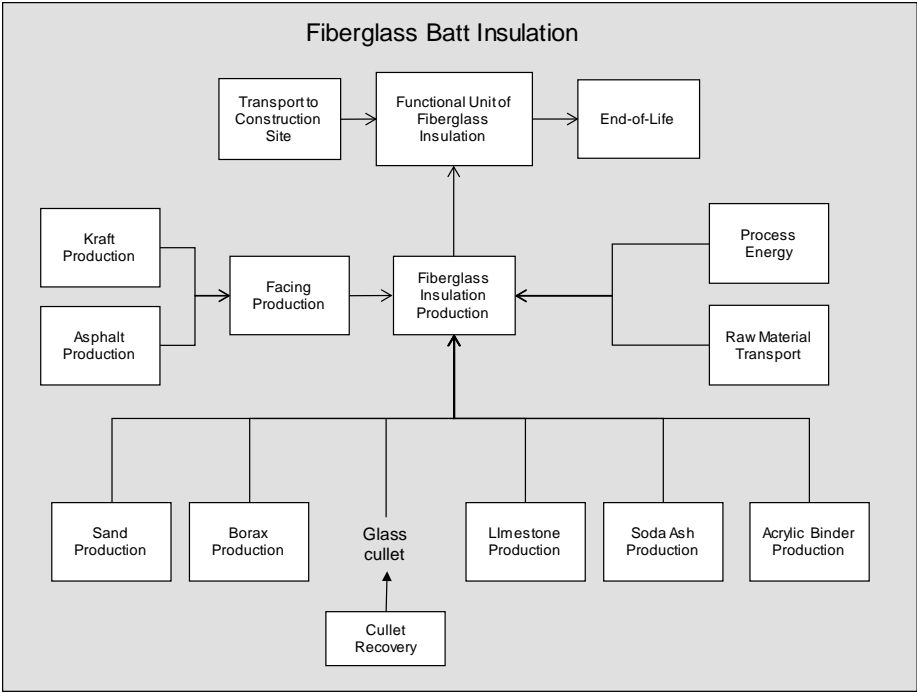 Fiberglass Batt Insulation
Transport to
Construction
Site
Functional Unit of
Fiberglass
Insulation
End-of-Life
Kraft
Production
Asphalt
Production
Facing
Production
Fiberglass
Insulation
Production
Process
Energy
Raw Material
Transport
Sand
Production
Borax
Production
Glass
cullet
LImestone
Production
Soda Ash
Production
Acrylic Binder
Production
Cullet
Recovery